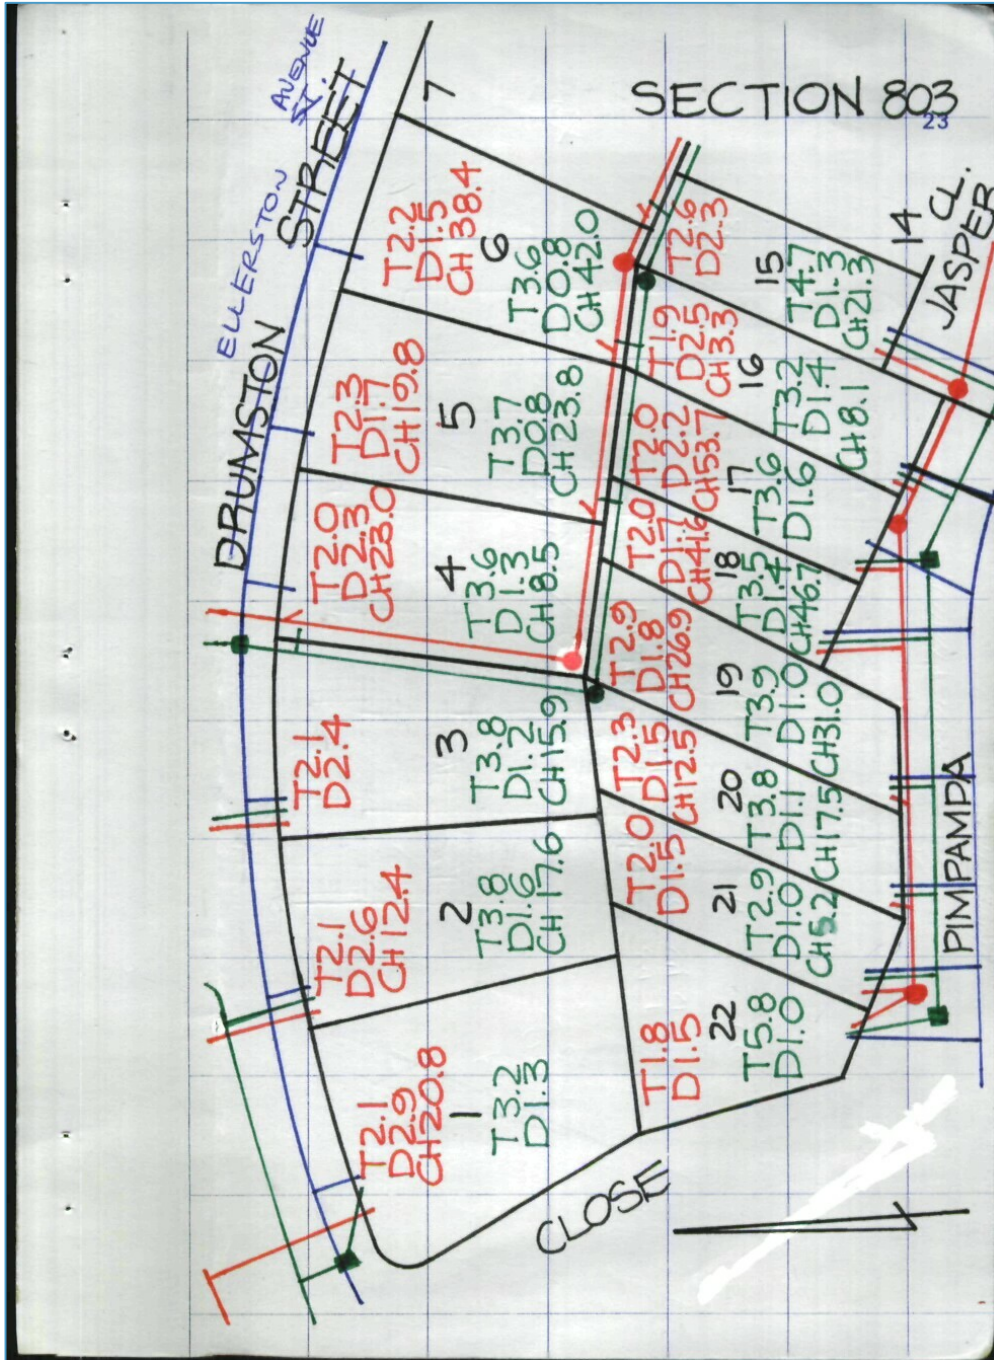 SECTION 803
23
AVENUE
ST.
ELLERSTON
DRUMSTON STREET
7
T2.2
D1.5
CH38.4
6
T3.6
D0.8
CH42.0
T2.3
D1.7
CH19.8
5
T3.7
D0.8
CH23.8
T2.0
D2.3
CH23.0
4
T3.6
D1.3
CH8.5
T2.1
D2.4
3
T3.8
D1.2
CH15.9
T2.1
D2.6
CH12.4
2
T3.8
D1.6
CH17.6
T2.1
D2.9
CH20.8
1
T3.2
D1.3
14
T2.6
D2.3
15
T4.7
D1.3
CH21.3
T1.9
D2.5
CH3.3
16
T3.2
D1.4
CH8.1
T2.0
D2.2
CH53.7
17
T3.6
D1.6
T2.0
D1.7
CH41.6
18
T3.5
D1.4
CH46.7
T2.9
D1.8
CH26.9
19
T3.9
D1.0
CH31.0
T2.3
D1.5
CH12.5
20
T3.8
D1.1
CH17.5
T2.0
D1.5
21
T2.9
D1.0
CH5.2
T1.8
D1.5
22
T5.8
D1.0
JASPER CL.
PIMPAMPA
CLOSE